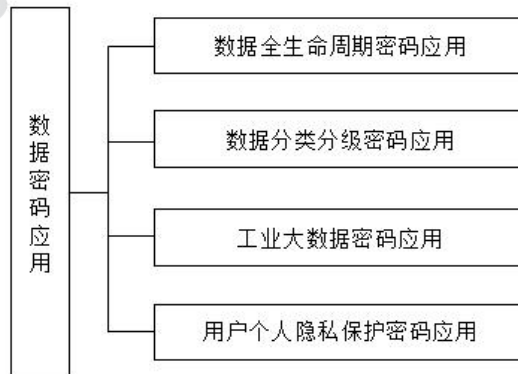 数据密码应用
数据全生命周期密码应用
数据分类分级密码应用
工业大数据密码应用
用户个人隐私保护密码应用